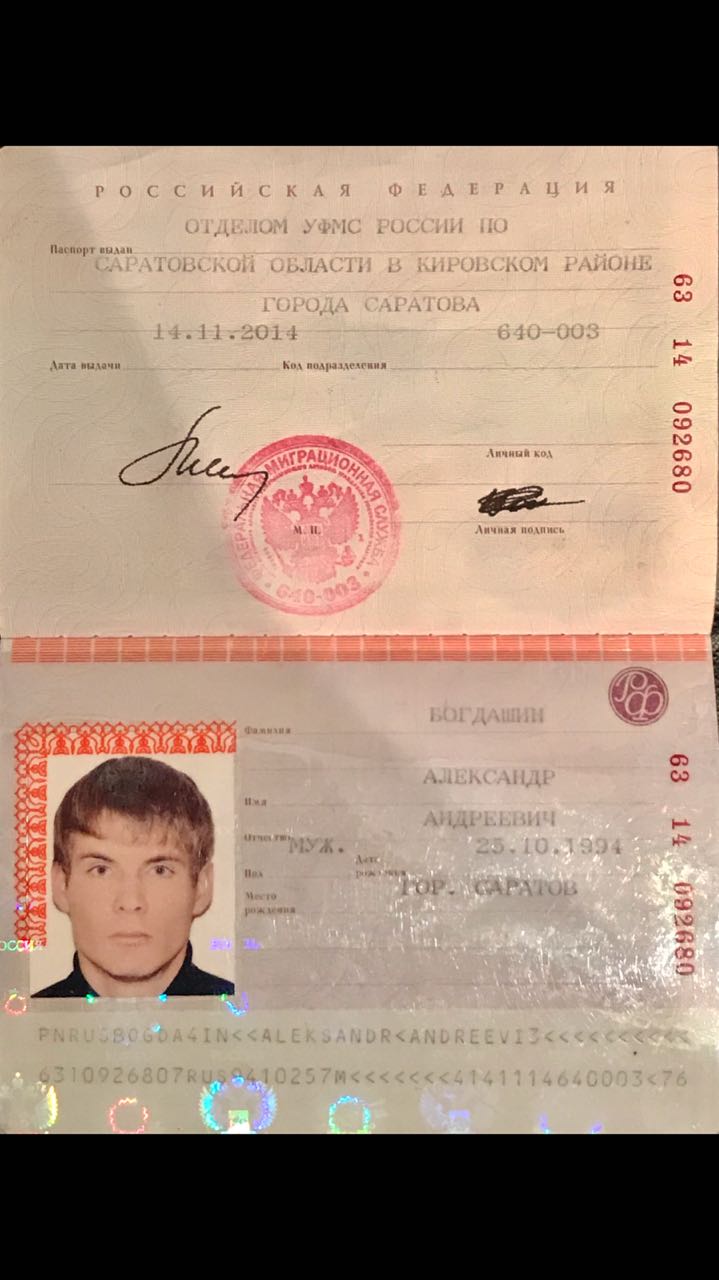 РОССИЙСКАЯ ФЕДЕРАЦИЯ
ОТДЕЛОМ УФМС РОССИИ ПО
Паспорт выдан
САРАТОВСКОЙ ОБЛАСТИ В КИРОВСКОМ РАЙОНЕ
ГОРОДА САРАТОВА
14.11.2014 640-003
Дата выдачи Код подразделения
63 14 092680
Личный код
ФЕДЕРАЛЬНАЯ МИГРАЦИОННАЯ СЛУЖБА
М. П.
640-003
Личная подпись
РФ
БОГДАШИН
Фамилия
АЛЕКСАНДР
Имя
АНДРЕЕВИЧ
Отчество
МУЖ. 25.10.1994
Пол Дата рождения
ГОР. САРАТОВ
Место
рождения
63 14 092680
PNRUSBOGDA4IN<<ALEKSANDR<ANDREEVI3<<<<<<<<<<
6310926807RUS9410257M<<<<<<<4141114640003<76